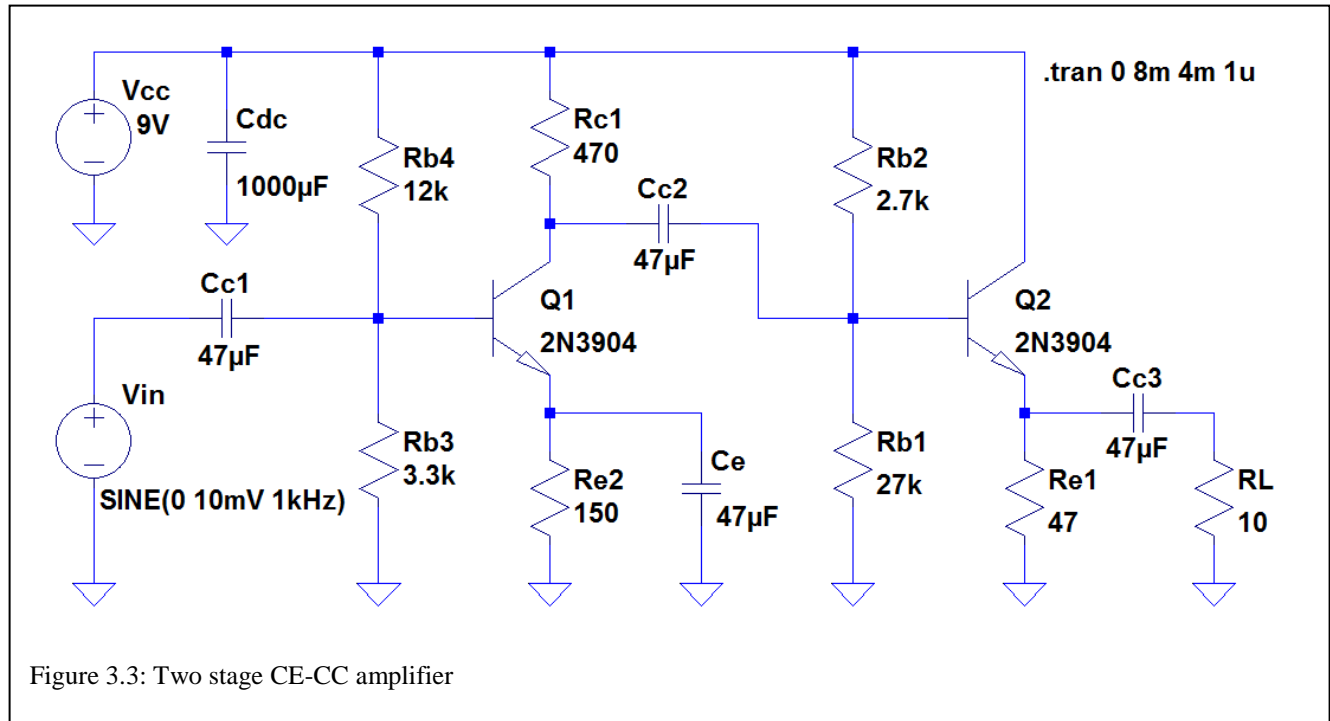 .tran 0 8m 4m 1u
Vcc
9V
Cdc
1000µF
Rb4
12k
Rc1
470
Cc2
47µF
Rb2
2.7k
Cc1
47µF
Q1
2N3904
Q2
2N3904
Vin
SINE(0 10mV 1kHz)
Rb3
3.3k
Re2
150
Ce
47µF
Rb1
27k
Cc3
47µF
Re1
47
RL
10
Figure 3.3: Two stage CE-CC amplifier